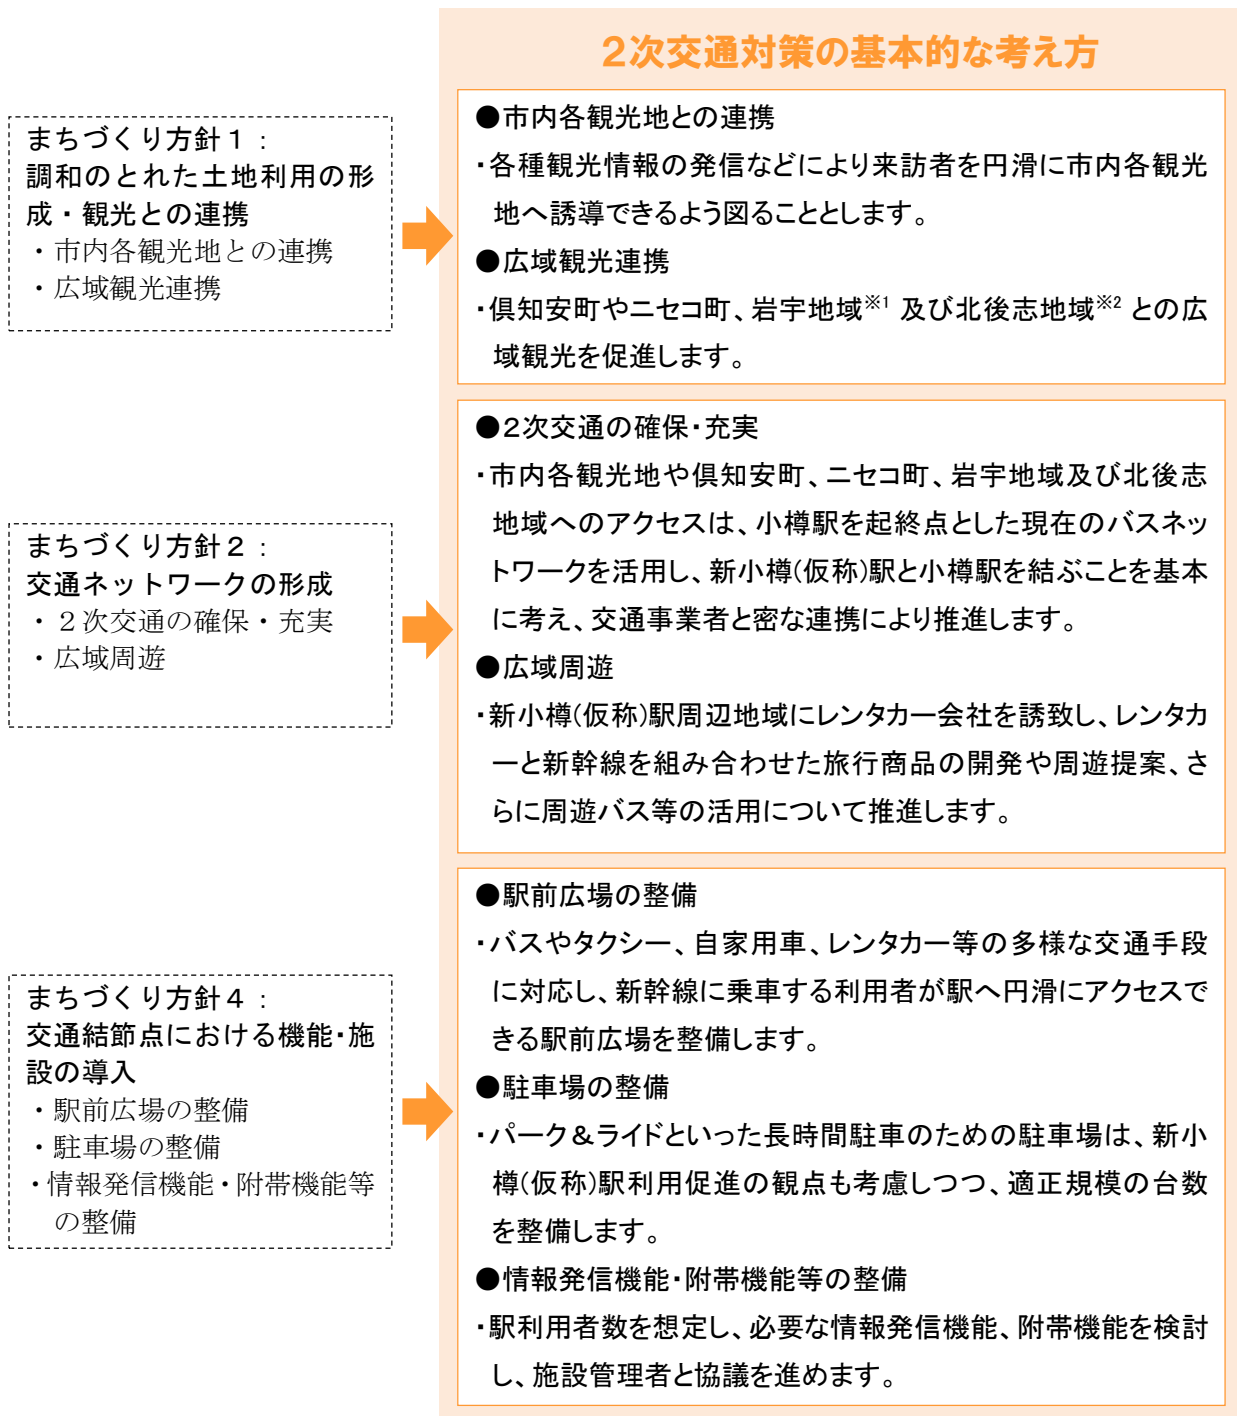 2次交通対策の基本的な考え方
まちづくり方針１：
調和のとれた土地利用の形
成・観光との連携
・市内各観光地との連携
・広域観光連携
●市内各観光地との連携
・各種観光情報の発信などにより来訪者を円滑に市内各観光
地へ誘導できるよう図ることとします。
●広域観光連携
・倶知安町やニセコ町、岩宇地域※1 及び北後志地域※2 との広
域観光を促進します。
まちづくり方針２：
交通ネットワークの形成
・２次交通の確保・充実
・広域周遊
●2次交通の確保・充実
・市内各観光地や倶知安町、ニセコ町、岩宇地域及び北後志
地域へのアクセスは、小樽駅を起終点とした現在のバスネッ
トワークを活用し、新小樽(仮称)駅と小樽駅を結ぶことを基本
に考え、交通事業者と密な連携により推進します。
●広域周遊
・新小樽(仮称)駅周辺地域にレンタカー会社を誘致し、レンタカ
ーと新幹線を組み合わせた旅行商品の開発や周遊提案、さ
らに周遊バス等の活用について推進します。
まちづくり方針４：
交通結節点における機能・施
設の導入
・駅前広場の整備
・駐車場の整備
・情報発信機能・附帯機能等
の整備
●駅前広場の整備
・バスやタクシー、自家用車、レンタカー等の多様な交通手段
に対応し、新幹線に乗車する利用者が駅へ円滑にアクセスで
きる駅前広場を整備します。
●駐車場の整備
・パーク＆ライドといった長時間駐車のための駐車場は、新小
樽(仮称)駅利用促進の観点も考慮しつつ、適正規模の台数
を整備します。
●情報発信機能・附帯機能等の整備
・駅利用者数を想定し、必要な情報発信機能、附帯機能を検討
し、施設管理者と協議を進めます。